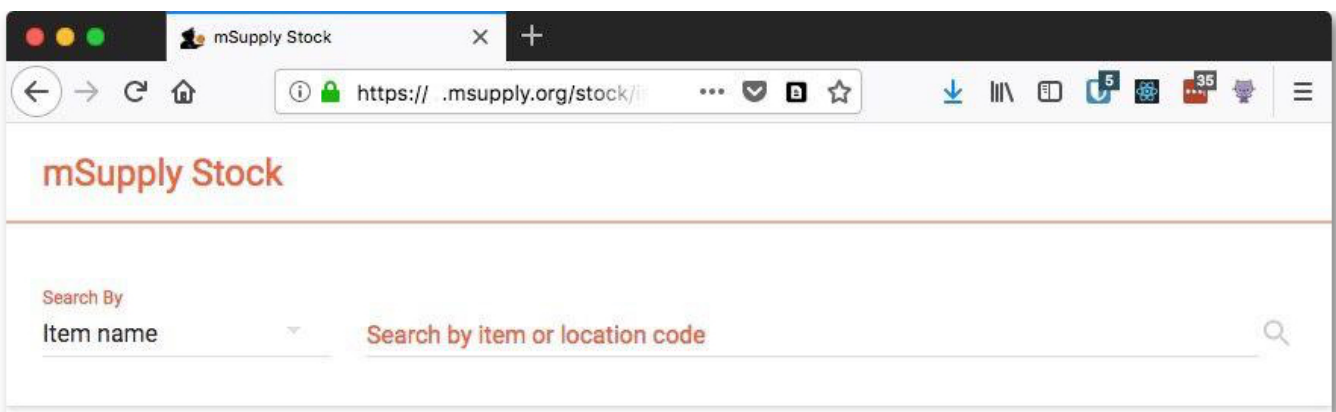 mSupply Stock
https:// .msupply.org/stock/
5
35
mSupply Stock
Search By
Item name
Search by item or location code